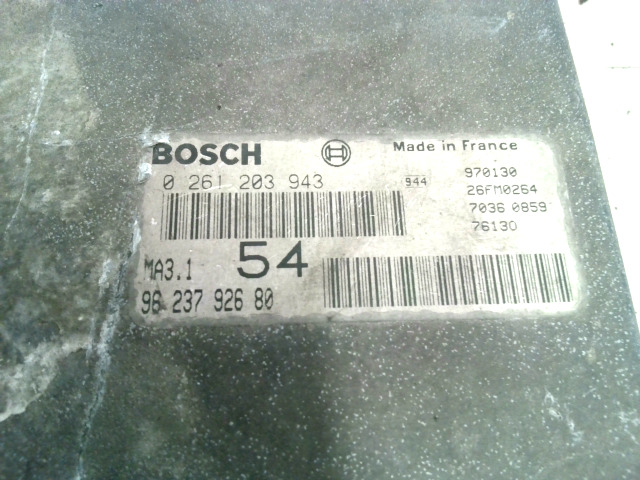 BOSCH Made in France
0 261 203 943 944 970130
26FM0264
7036 0859
76130
MA3.1 54
96 237 926 80